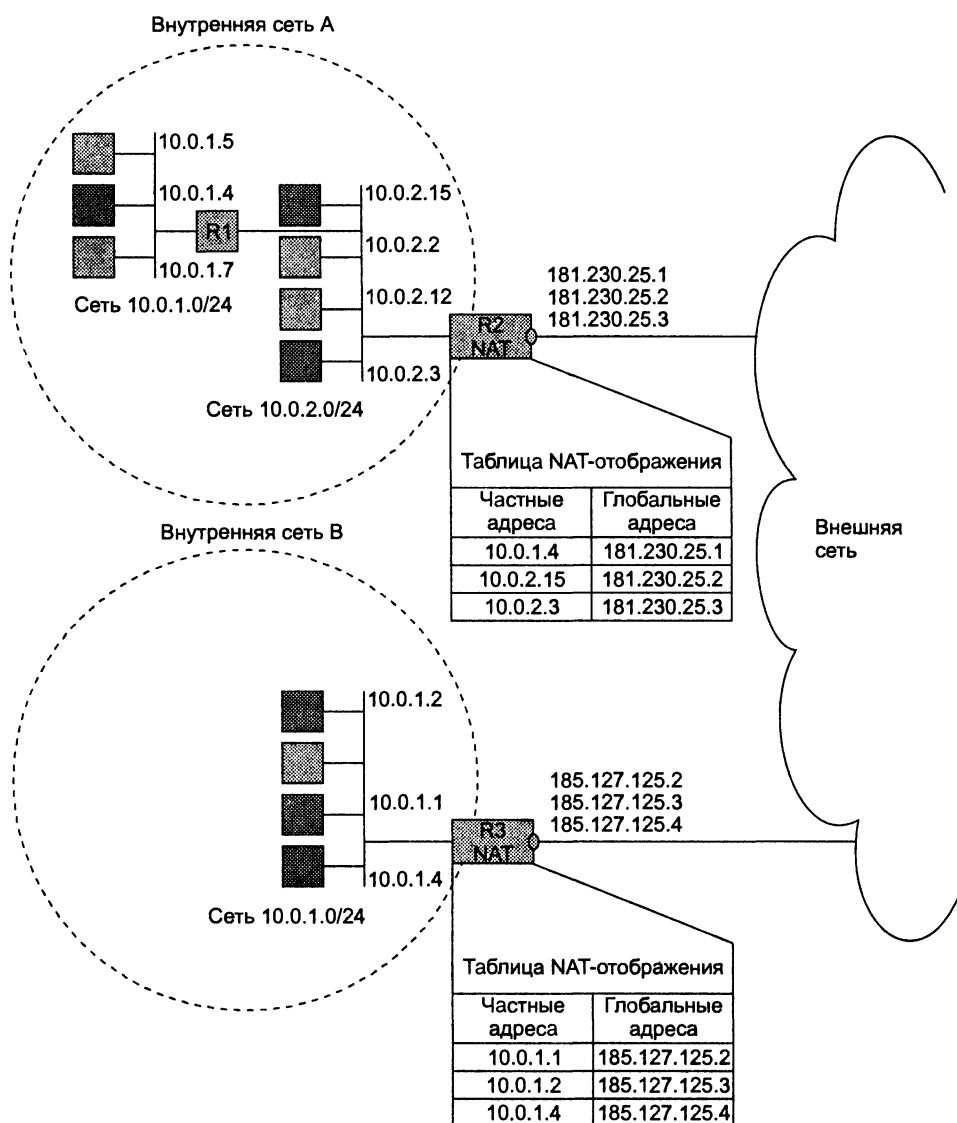 Внутренняя сеть А
10.0.1.5
10.0.1.4
R1
10.0.1.7
Сеть 10.0.1.0/24
10.0.2.15
10.0.2.2
10.0.2.12
10.0.2.3
Сеть 10.0.2.0/24
R2
NAT
181.230.25.1
181.230.25.2
181.230.25.3
Таблица NAT-отображения
Частные адреса
Глобальные адреса
10.0.1.4 181.230.25.1
10.0.2.15 181.230.25.2
10.0.2.3 181.230.25.3
Внешняя
сеть
Внутренняя сеть В
10.0.1.2
10.0.1.1
10.0.1.4
Сеть 10.0.1.0/24
R3
NAT
185.127.125.2
185.127.125.3
185.127.125.4
Таблица NAT-отображения
Частные адреса
Глобальные адреса
10.0.1.1 185.127.125.2
10.0.1.2 185.127.125.3
10.0.1.4 185.127.125.4